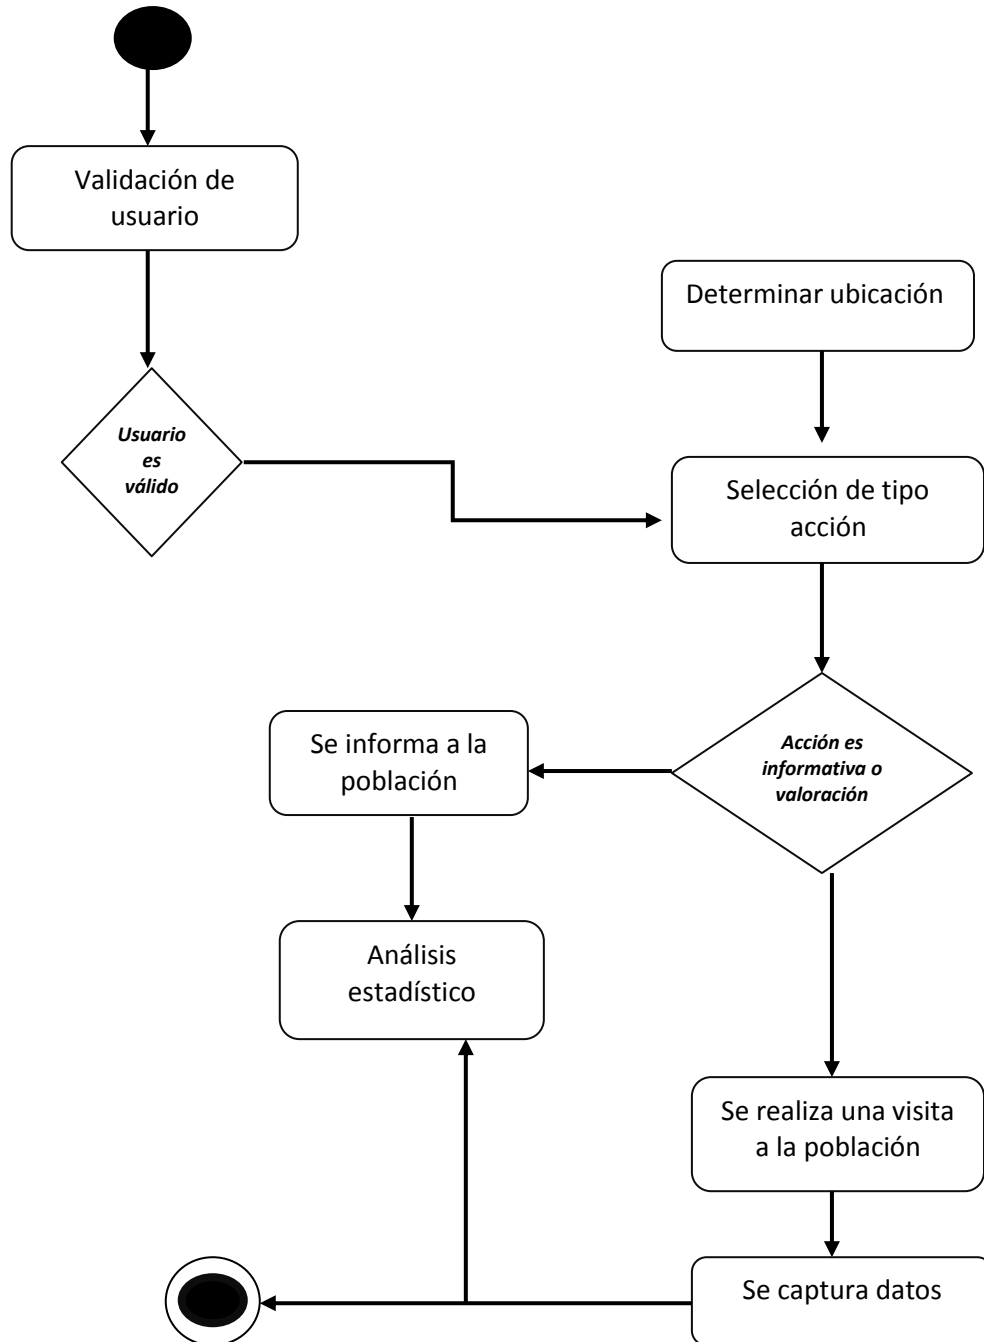 Validación de
usuario
Determinar ubicación
Usuario
es
válido
Selección de tipo
acción
Se informa a la
población
Acción es
informativa o
valoración
Análisis
estadístico
Se realiza una visita
a la población
Se captura datos